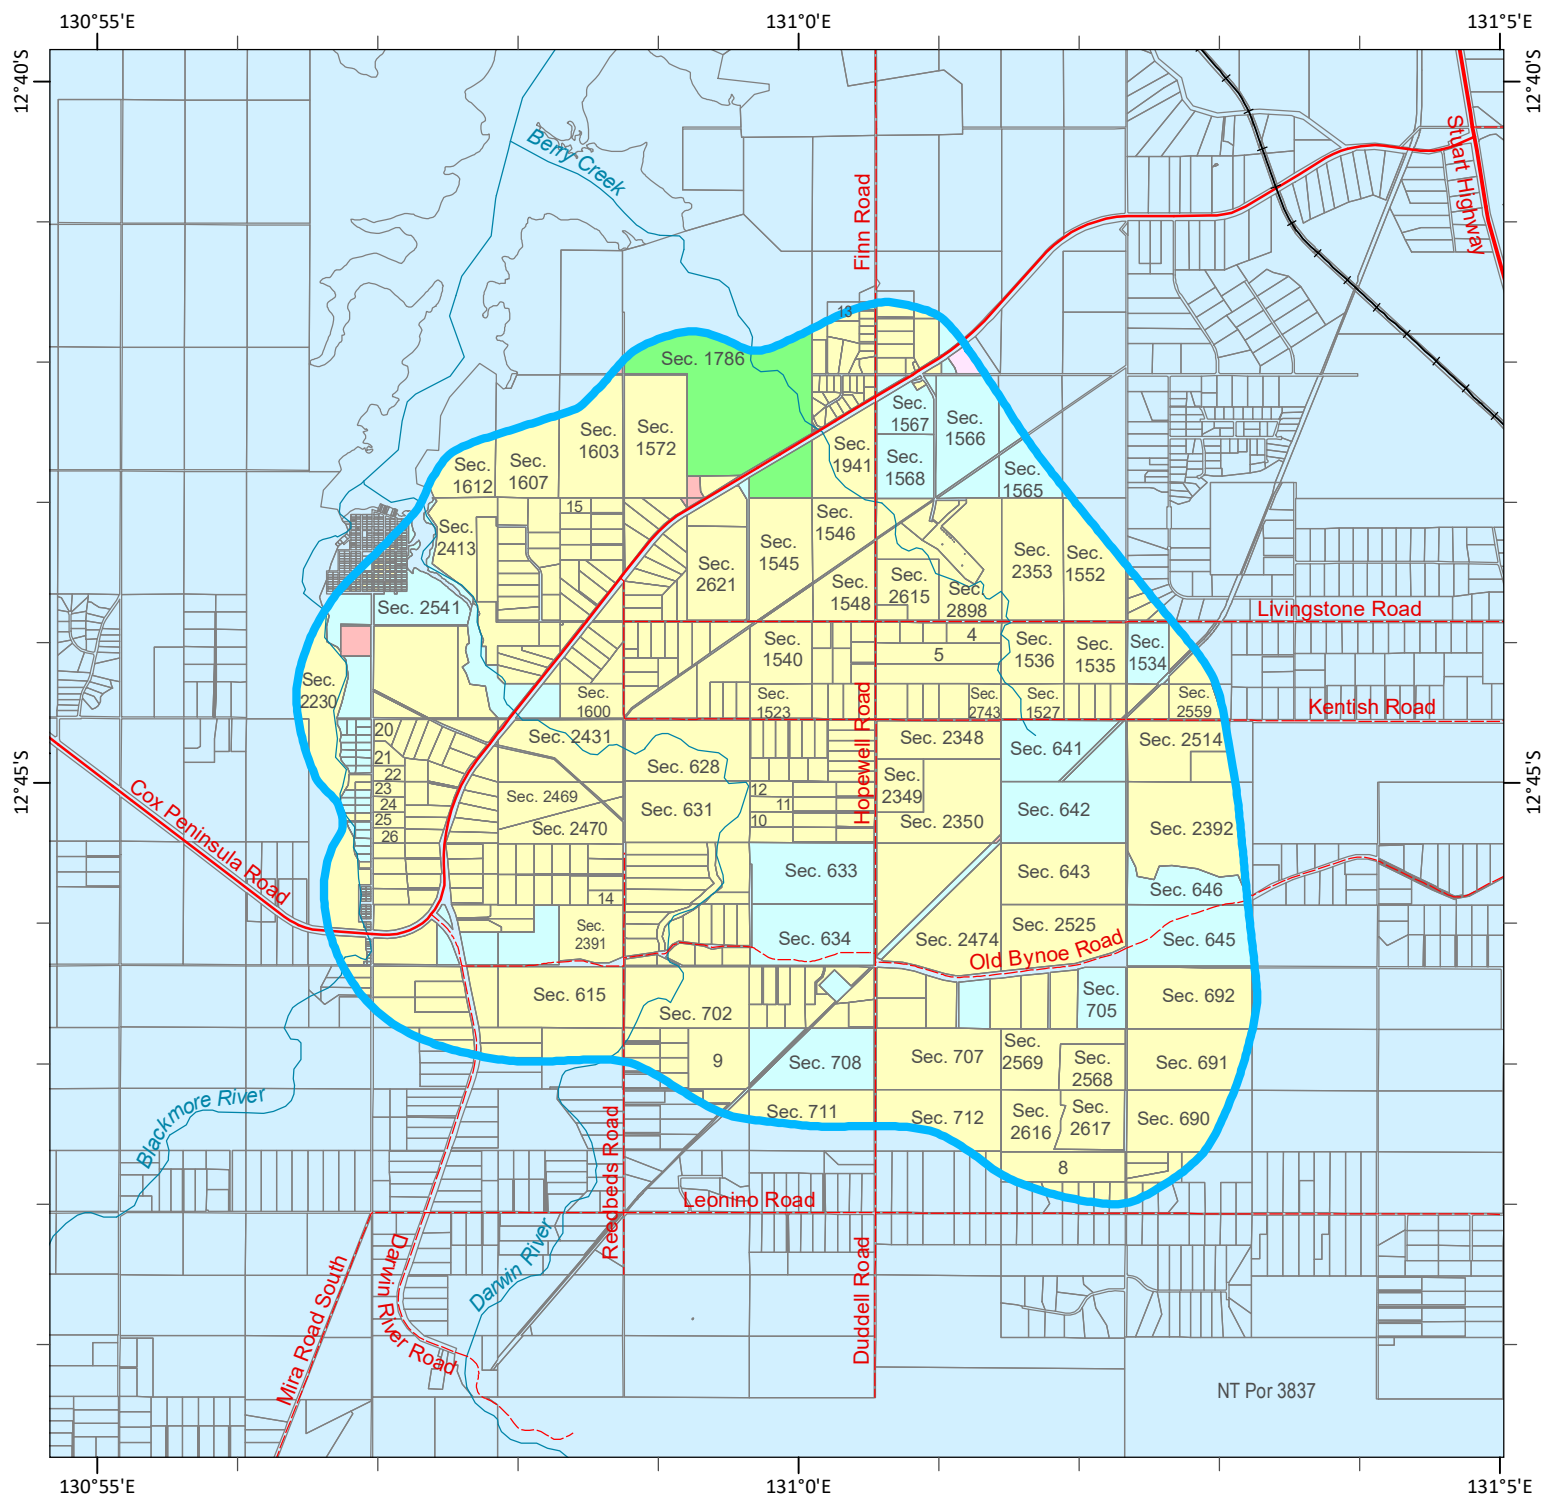 130°55'E
131°0'E
131°5'E
12°40'S
12°40'S
Stuart Highway
Berry Creek
Finn Road
13
Sec. 1786
Sec.
1567
Sec.
1566
Sec.
1603
Sec.
1572
Sec.
1941
Sec.
1568
Sec.
1565
Sec.
1612
Sec.
1607
15
Sec.
2413
Sec.
1546
Sec.
1545
Sec.
2353
Sec.
1552
Sec.
2621
Sec.
1548
Sec.
2615
Sec.
2898
Sec. 2541
Livingstone Road
4
5
Sec.
1540
Sec.
1536
Sec.
1535
Sec.
1534
Sec.
2230
Sec.
1600
Sec.
1523
Hopewell Road
Sec.
2743
Sec.
1527
Sec.
2559
Kentish Road
20
21
22
23
24
25
26
Sec. 2431
Sec. 2348
Sec. 641
Sec. 2514
Sec. 628
Sec.
2349
12°45'S
12°45'S
Cox Peninsula Road
Sec. 2469
Sec. 2470
Sec. 631
12
11
10
Sec. 2350
Sec. 642
Sec. 2392
Sec. 633
Sec. 643
Sec. 646
14
Sec.
2391
Sec. 634
Sec. 2474
Sec. 2525
Old Bynoe Road
Sec. 645
Sec. 615
Sec. 702
Sec.
705
Sec. 692
9
Sec. 708
Sec. 707
Sec.
2569
Sec.
2568
Sec. 691
Sec. 711
Sec. 712
Sec.
2616
Sec.
2617
Sec. 690
8
Blackmore River
Reedbeds Road
Leonino Road
Darwin River
Darwin River Road
Mira Road South
Duddell Road
NT Por 3837
130°55'E
131°0'E
131°5'E